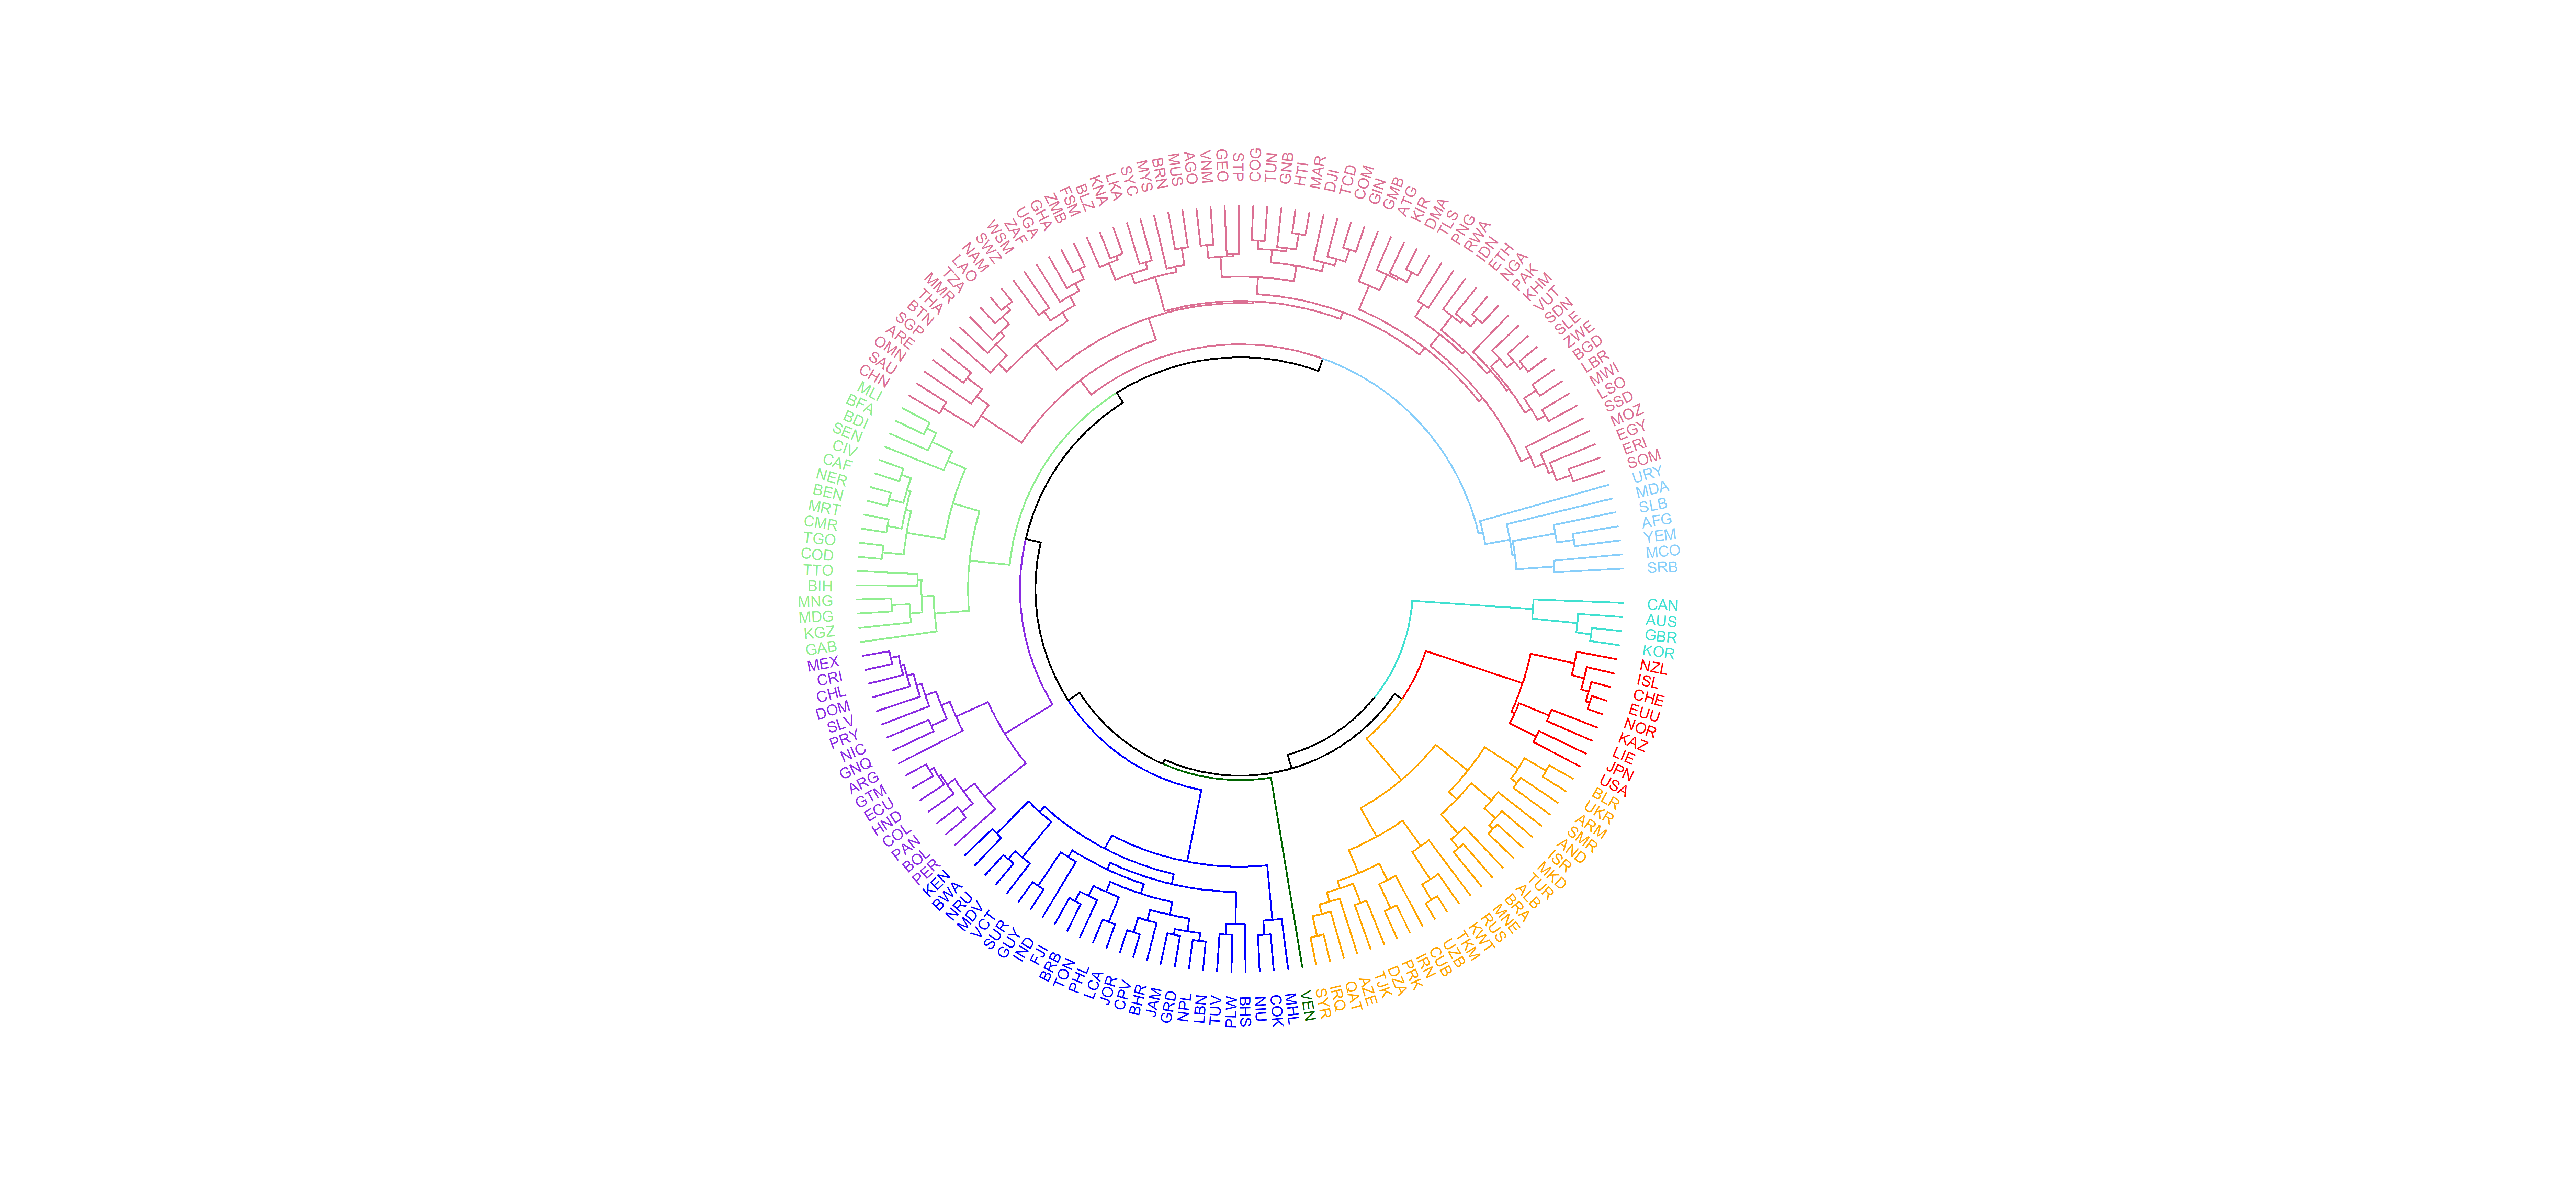 CAN
AUS
GBR
KOR
NZL
ISL
CHE
EUU
NOR
KAZ
LIE
JPN
USA
BLR
UKR
ARM
SMR
AND
ISR
MKD
TUR
ALB
BRA
MNE
RUS
KWT
TKM
UZB
CUB
IRN
PRK
DZA
TJK
AZE
QAT
IRQ
SYR
VEN
MHL
COK
NIU
BHS
PLW
TUV
LBN
NPL
GRD
JAM
BHR
CPV
JOR
LCA
PHL
TON
BRB
FJI
IND
GUY
SUR
VCT
MDV
NRU
BWA
KEN
PER
BOL
PAN
COL
HND
ECU
GTM
ARG
GNQ
NIC
PRY
SLV
DOM
CHL
CRI
MEX
GAB
KGZ
MDG
MNG
BIH
TTO
COD
TGO
CMR
MRT
BEN
NER
CAF
CIV
SEN
BDI
BFA
MLI
CHN
SAU
OMN
ARE
SGP
BTN
THA
MMR
TZA
LAO
NAM
SWZ
WSM
ZAF
UGA
GHA
ZMB
FSM
BLZ
KNA
LKA
SYC
MYS
BRN
MUS
AGO
VNM
GEO
STP
COG
TUN
GNB
HTI
MAR
DJI
TCD
COM
GIN
GMB
ATG
KIR
DMA
TLS
PNG
RWA
IDN
ETH
NGA
PAK
KHM
VUT
SDN
SLE
ZWE
BGD
LBR
MWI
LSO
SSD
MOZ
EGY
ERI
SOM
URY
MDA
SLB
AFG
YEM
MCO
SRB